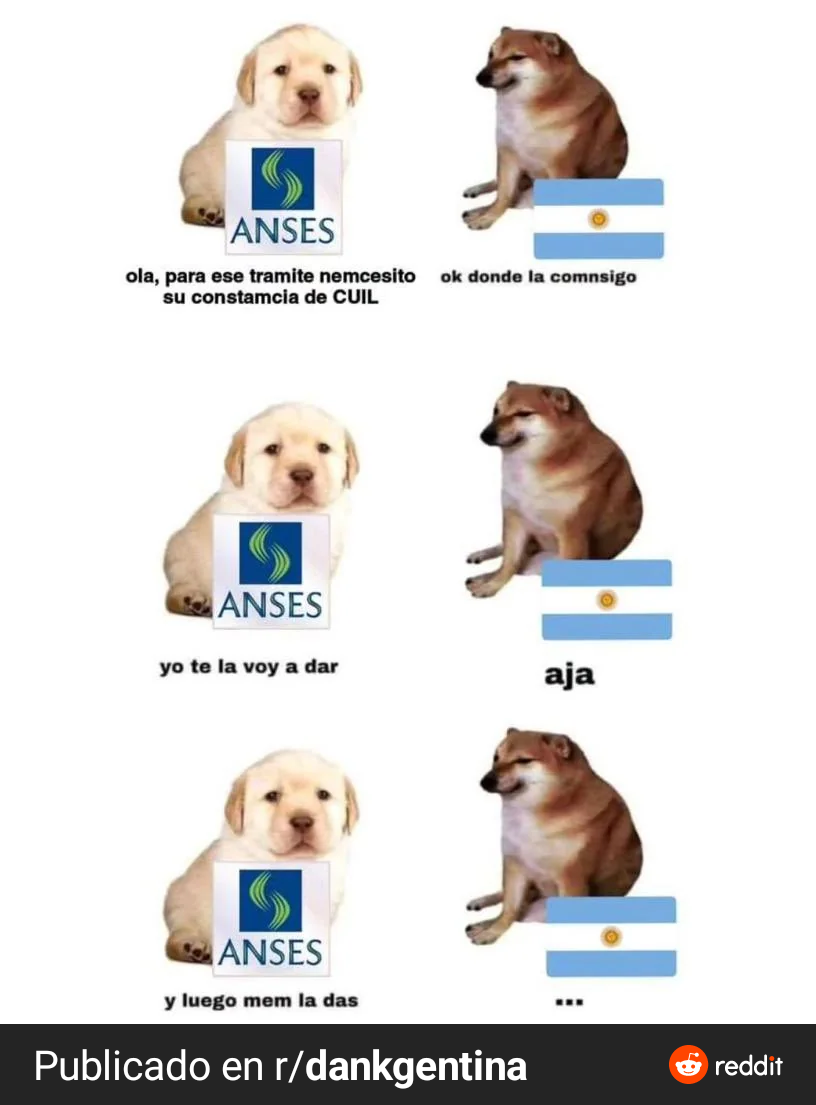 ANSES
ola, para ese tramite nemcesito
su constamcia de CUIL
ok donde la comnsigo
ANSES
yo te la voy a dar
aja
ANSES
y luego mem la das
...
Publicado en r/dankgentina
reddit